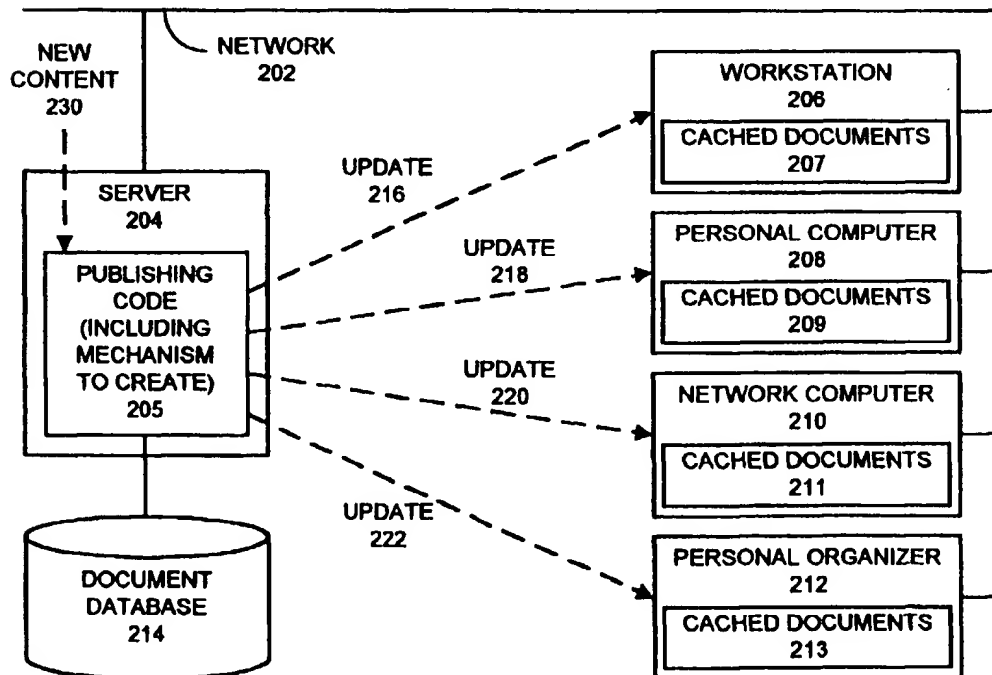 NETWORK
202
NEW
CONTENT
230
SERVER
204
PUBLISHING
CODE
(INCLUDING
MECHANISM
TO CREATE)
205
DOCUMENT
DATABASE
214
UPDATE
216
UPDATE
218
UPDATE
220
UPDATE
222
WORKSTATION
206
CACHED DOCUMENTS
207
PERSONAL COMPUTER
208
CACHED DOCUMENTS
209
NETWORK COMPUTER
210
CACHED DOCUMENTS
211
PERSONAL ORGANIZER
212
CACHED DOCUMENTS
213